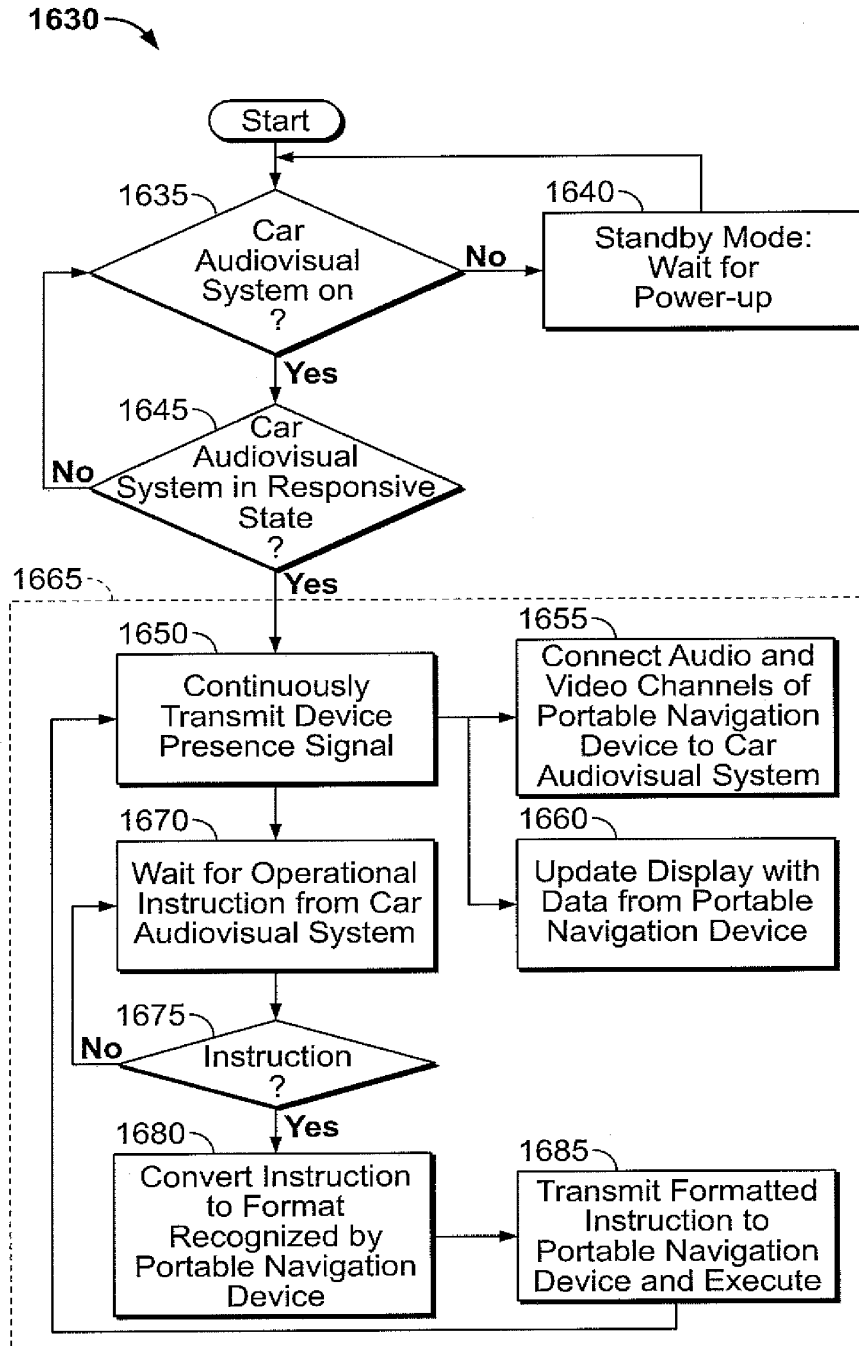 1630
Start
1635
Car
Audiovisual
System on
?
No
1640
Standby Mode:
Wait for
Power-up
Yes
1645
Car
Audiovisual
System in Responsive
State
?
No
Yes
1665
1650
Continuously
Transmit Device
Presence Signal
1655
Connect Audio and
Video Channels of
Portable Navigation
Device to Car
Audiovisual System
1670
Wait for Operational
Instruction from Car
Audiovisual System
1660
Update Display with
Data from Portable
Navigation Device
1675
Instruction
?
No
Yes
1680
Convert Instruction
to Format
Recognized by
Portable Navigation
Device
1685
Transmit Formatted
Instruction to
Portable Navigation
Device and Execute